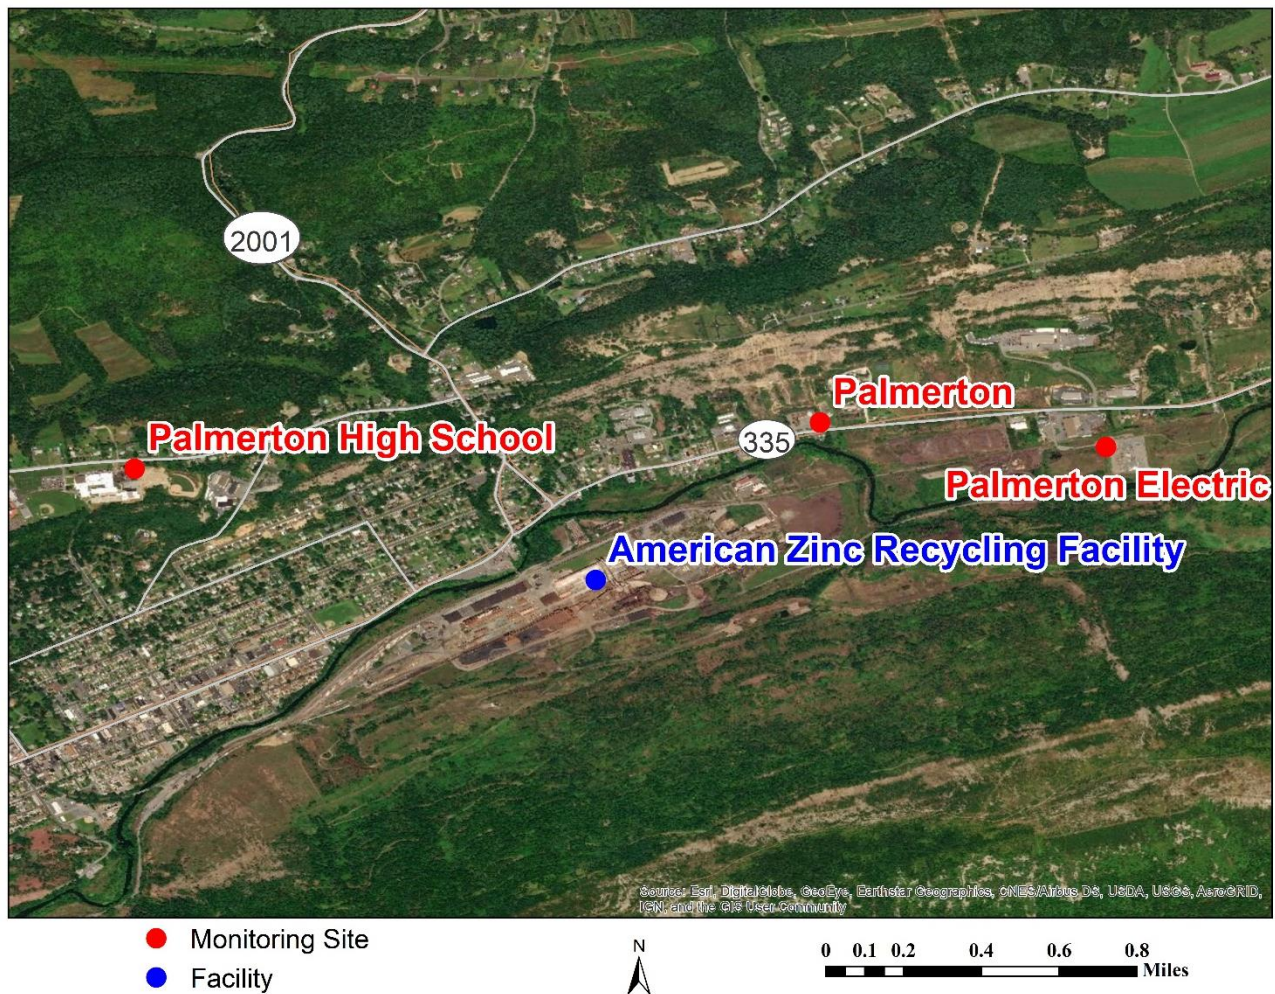 2001
Palmerton
335
Palmerton High School
Palmerton Electric
American Zinc Recycling Facility
Source: Esri, DigitalGlobe, GeoEye, Earthstar Geographics, CNES/Airbus DS, USDA, USGS, AeroGRID,
IGN, and the GIS User Community
Monitoring Site
Facility
N
0 0.1 0.2 0.4 0.6 0.8
Miles